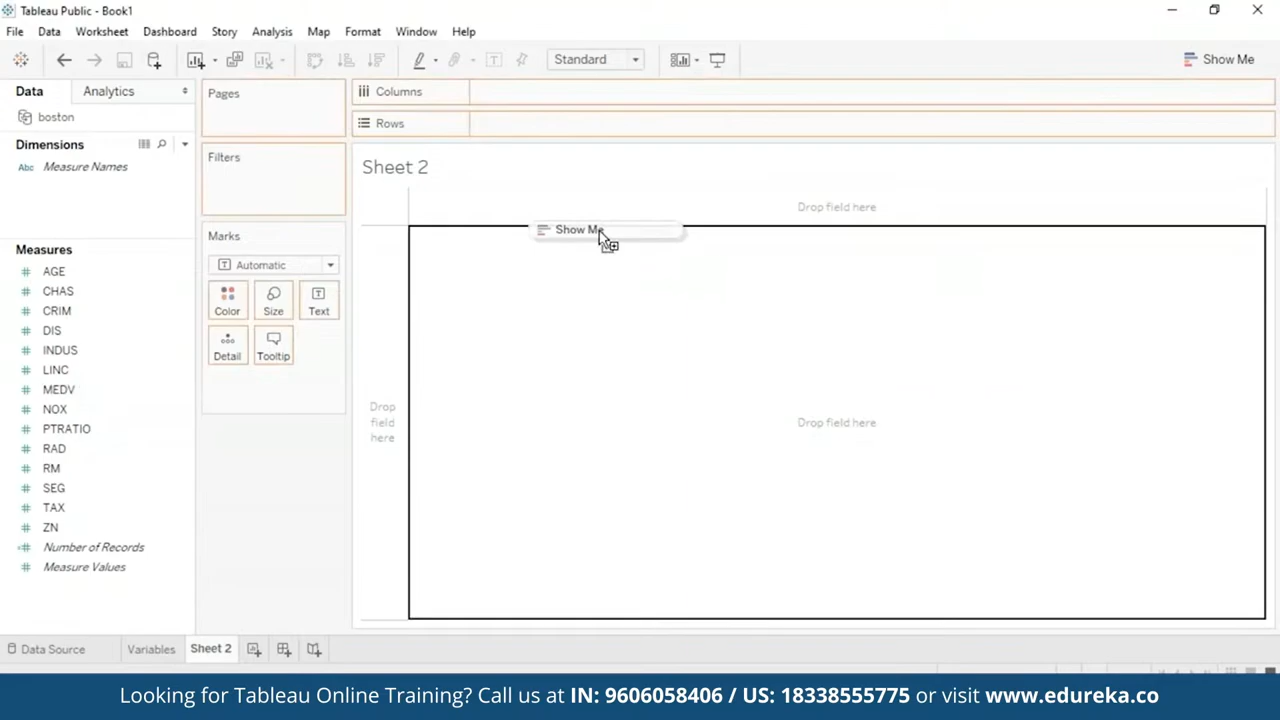 Tableau Public - Book1
File Data Worksheet Dashboard Story Analysis Map Format Window Help
Standard
Show Me
Data Analytics
Pages
Columns
boston
Rows
Dimensions
Abc Measure Names
Filters
Sheet 2
Drop field here
Show Me
Marks
Measures
Automatic
AGE
CHAS
CRIM
Color Size Text
DIS
INDUS
Detail Tooltip
LINC
MEDV
NOX
Drop
field
here
Drop field here
PTRATIO
RAD
RM
SEG
TAX
ZN
Number of Records
Measure Values
Data Source Variables Sheet 2
Looking for Tableau Online Training? Call us at IN: 9606058406 / US: 18338555775 or visit www.edureka.co